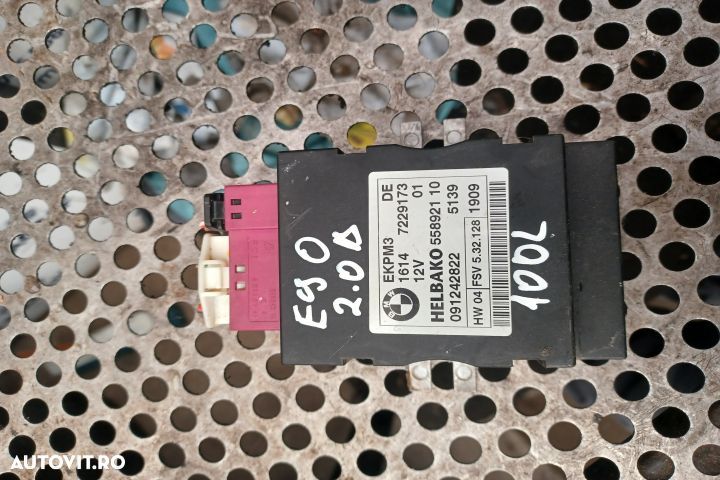 E90
2.0D
BMW
EKPM3 DE
1614 7229173
12V 01
HELBAKO 558921 10
091242822 5139
HW 04 FSV 5.32.128 1909
100L
AUTOVIT.RO